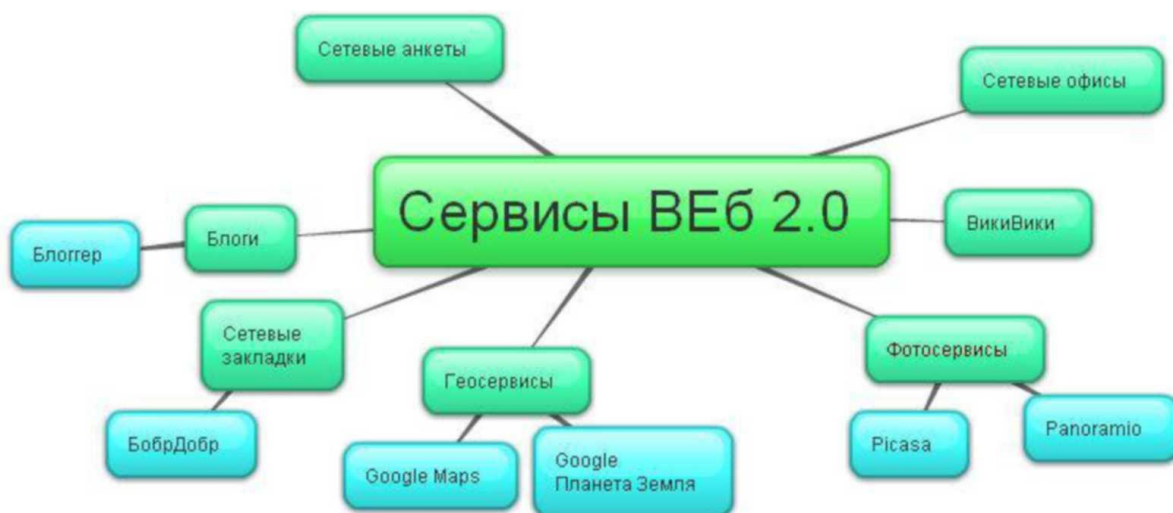 Сетевые анкеты
Сетевые офисы
Сервисы ВЕб 2.0
ВикиВики
Блоги
Блоггер
Сетевые
закладки
Фотосервисы
Геосервисы
БобрДобр
Google Maps
Google
Планета Земля
Picasa
Panoramio